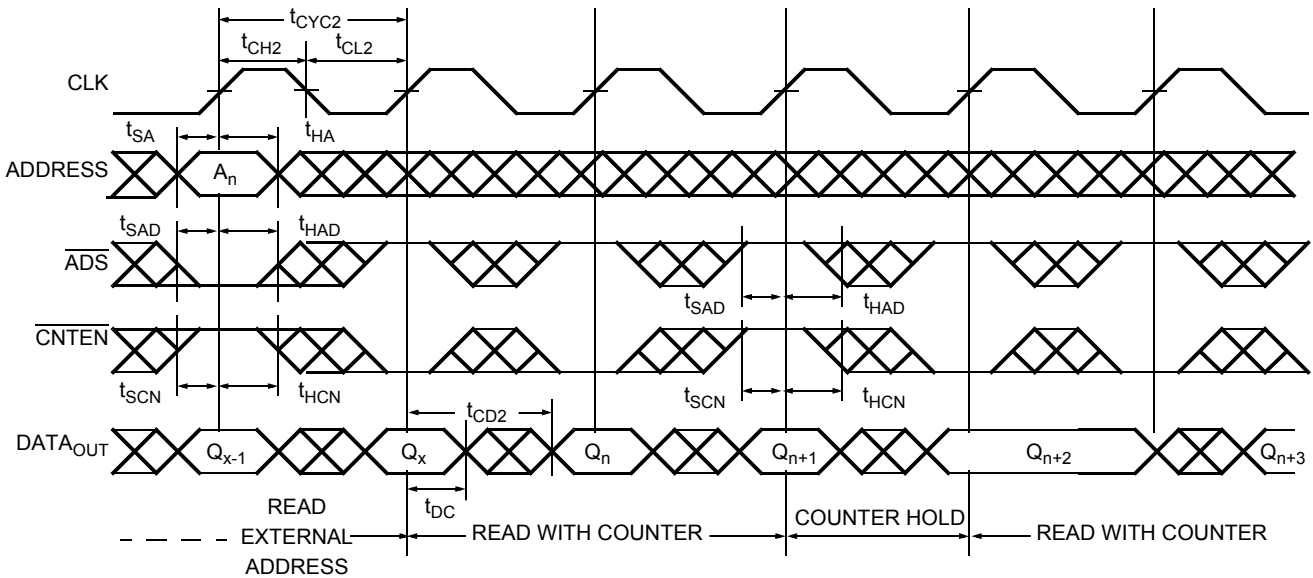 tCYC2
tCH2 tCL2
CLK
tSA tHA
ADDRESS An
tSAD tHAD
ADS
tSAD tHAD
CNTEN
tSCN tHCN tSCN tHCN
tCD2
DATAOUT Qx-1 Qx Qn Qn+1 Qn+2 Qn+3
tDC
READ
EXTERNAL
ADDRESS
READ WITH COUNTER COUNTER HOLD READ WITH COUNTER